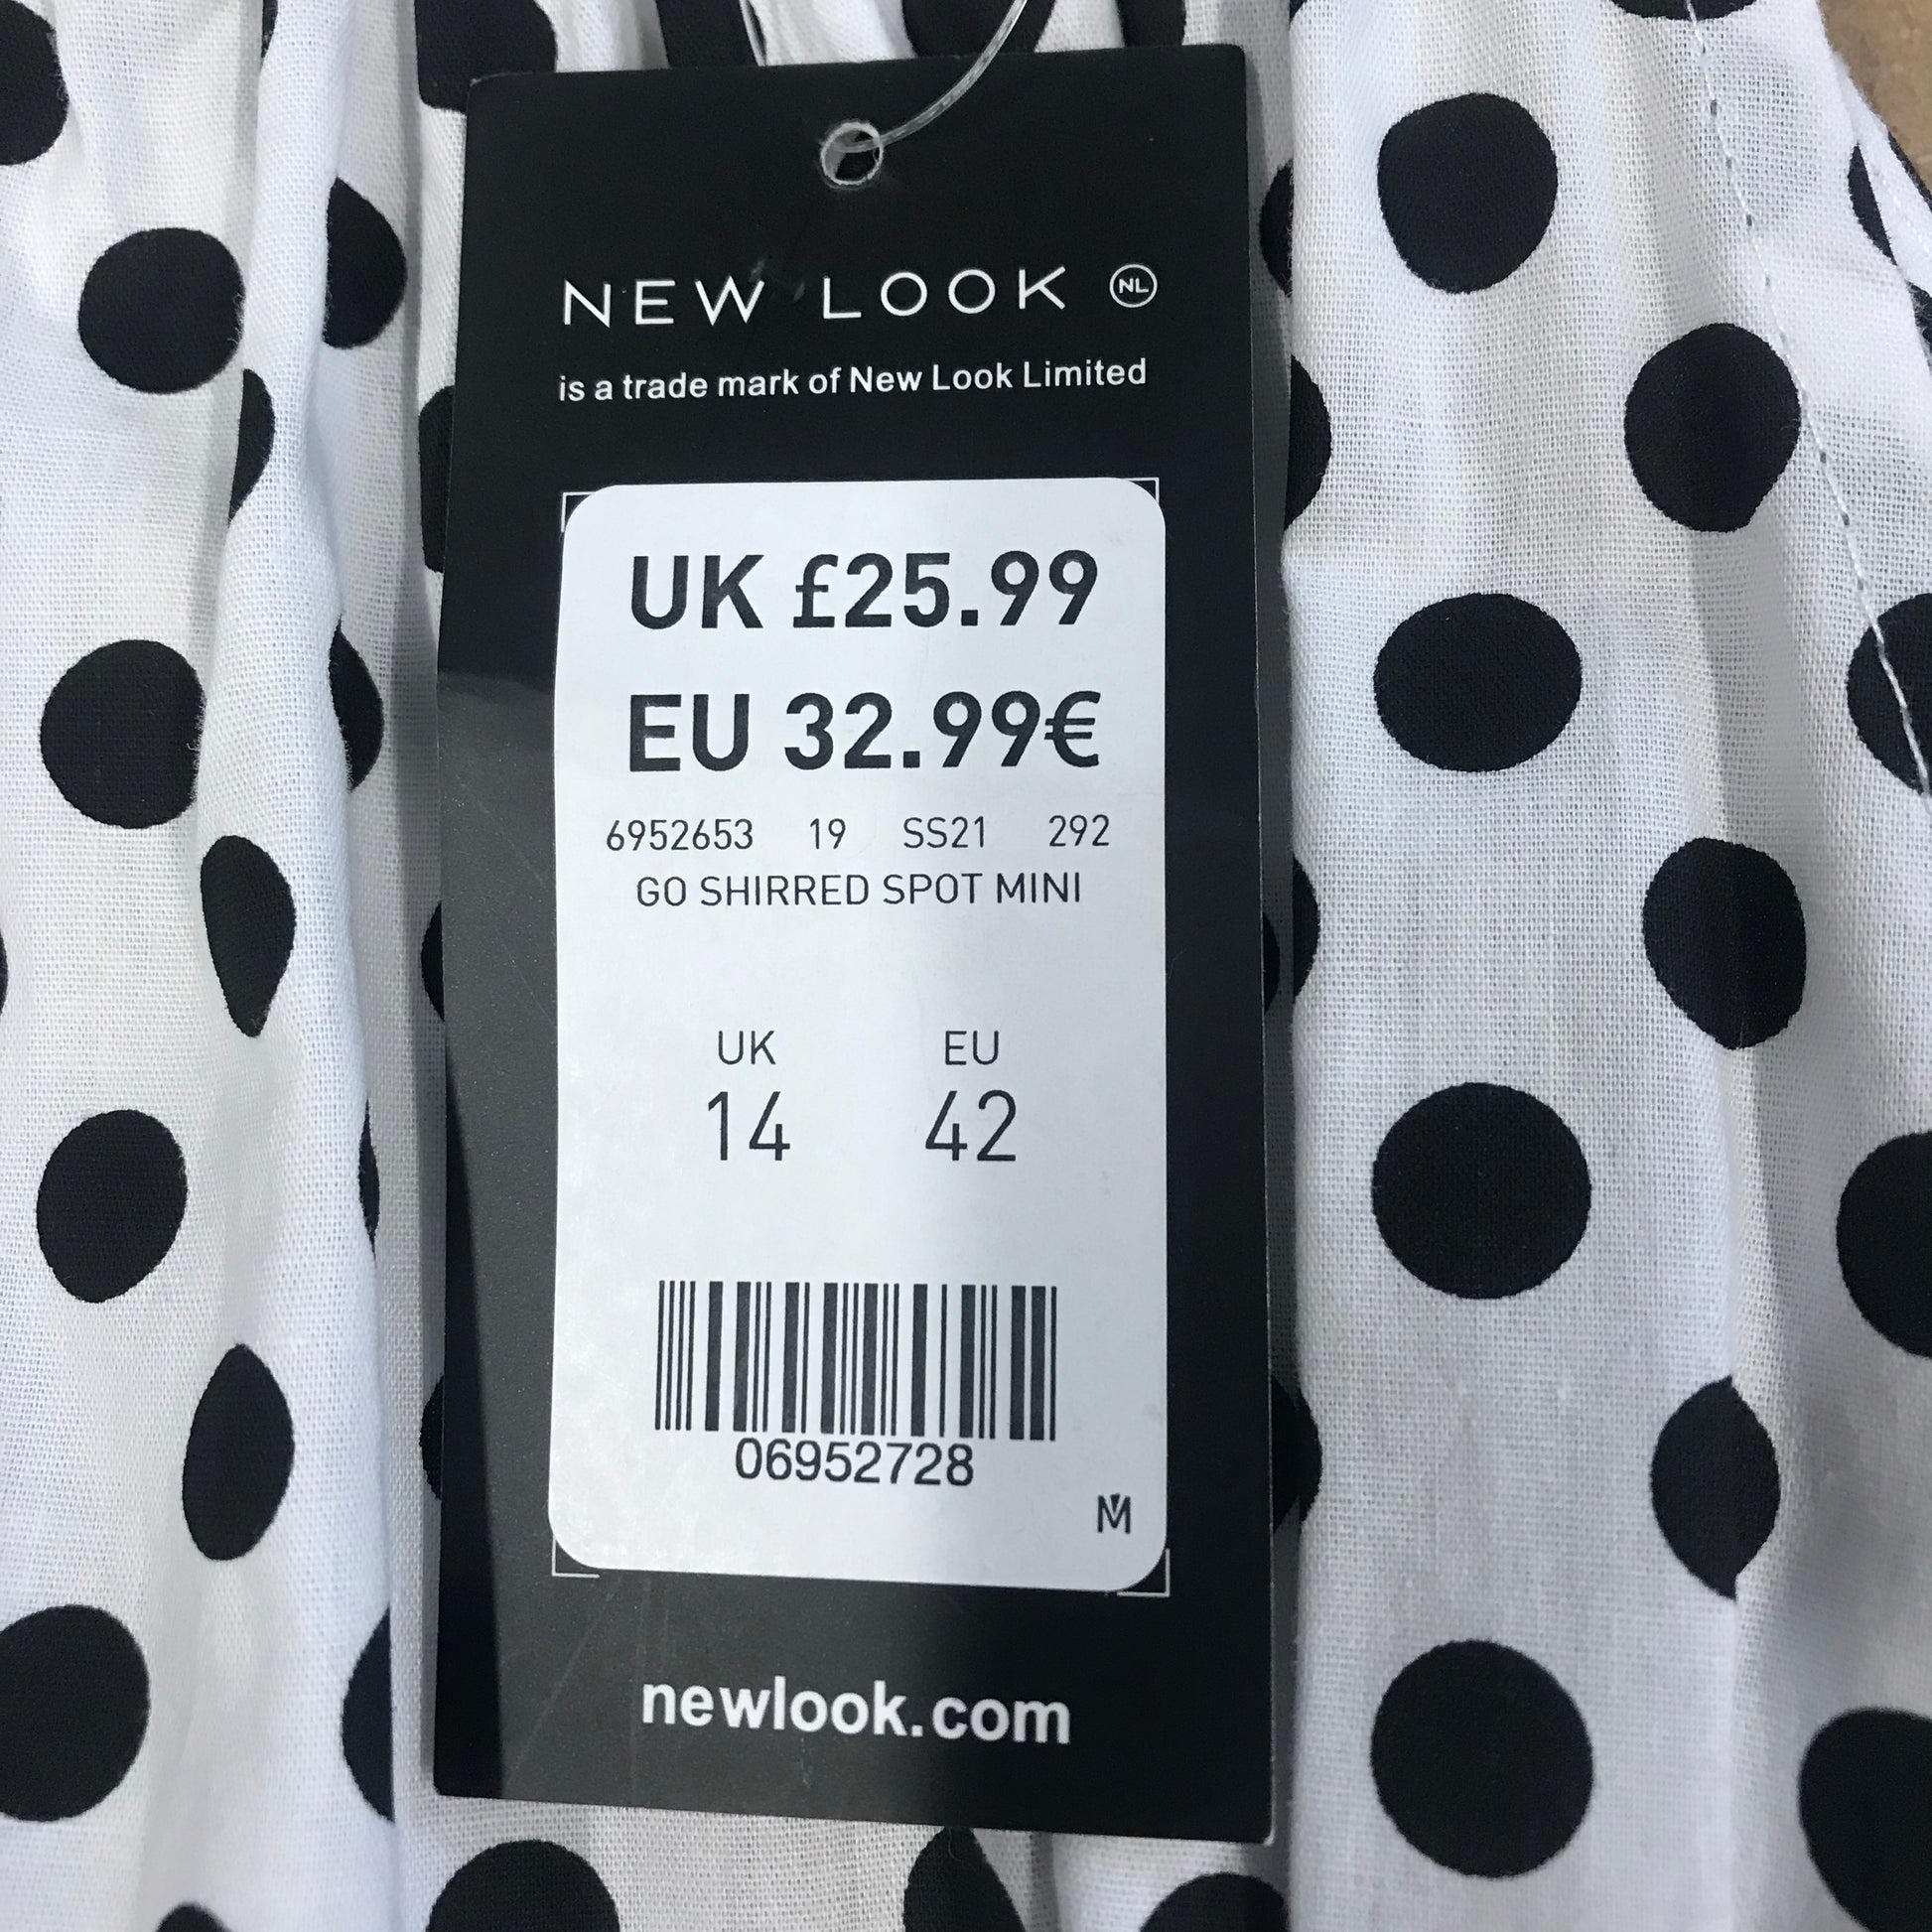 NEW LOOK NL
is a trade mark of New Look Limited
UK £25.99
EU 32.99€
6952653 19 SS21 292
GO SHIRRED SPOT MINI
UK EU
14 42
06952728
M
newlook.com